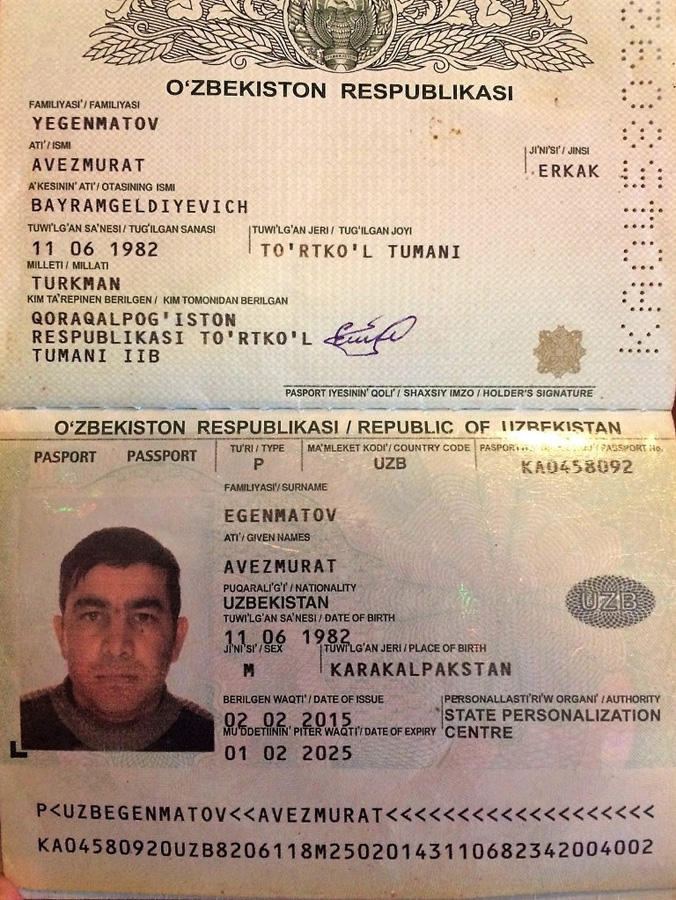 O‘ZBEKISTON RESPUBLIKASI
FAMILIYASI'/ FAMILIYASI
YEGENMATOV
ATI'/ ISMI
AVEZMURAT
JI'NI'SI'/ JINSI
ERKAK
A'KESININ' ATI'/ OTASINING ISMI
BAYRAMGELDIYEVICH
TUWI'LG'AN SA'NESI / TUG'ILGAN SANASI
11 06 1982
TUWI'LG'AN JERI / TUG'ILGAN JOYI
TO'RTKO'L TUMANI
MILLETI / MILLATI
TURKMAN
KIM TA'REPINEN BERILGEN / KIM TOMONIDAN BERILGAN
QORAQALPOG'ISTON
RESPUBLIKASI TO'RTKO'L
TUMANI IIB
PASPORT IYESININ' QOLI' / SHAXSIY IMZO / HOLDER'S SIGNATURE
KA0458092
O‘ZBEKISTON RESPUBLIKASI / REPUBLIC OF UZBEKISTAN
PASPORT PASSPORT
TU'RI / TYPE
P
MA'MLEKET KODI'/ COUNTRY CODE
UZB
PASSPORT No.
KA0458092
FAMILIYASI'/ SURNAME
EGENMATOV
ATI'/ GIVEN NAMES
AVEZMURAT
PUQARALI'G'I' / NATIONALITY
UZBEKISTAN
TUWI'LG'AN SA'NESI / DATE OF BIRTH
11 06 1982
JI'NI'SI'/ SEX
M
TUWI'LG'AN JERI / PLACE OF BIRTH
KARAKALPAKSTAN
UZB
BERILGEN WAQTI'/ DATE OF ISSUE
02 02 2015
PERSONALLASTI'RI'W ORGANI' / AUTHORITY
STATE PERSONALIZATION
CENTRE
MU'DDETININ' PITER WAQTI'/ DATE OF EXPIRY
01 02 2025
P<UZBEGENMATOV<<AVEZMURAT<<<<<<<<<<<<<<<<<<<
KA04580920UZB8206118M25020143110682342004002